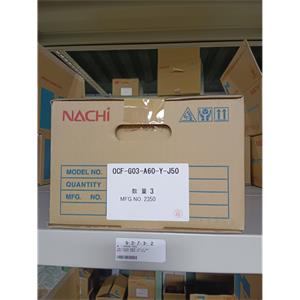 NACHi
MODEL NO. OCF-G03-A60-Y-J50
QUANTITY 数量 3
MFG. NO. MFG NO. 2350